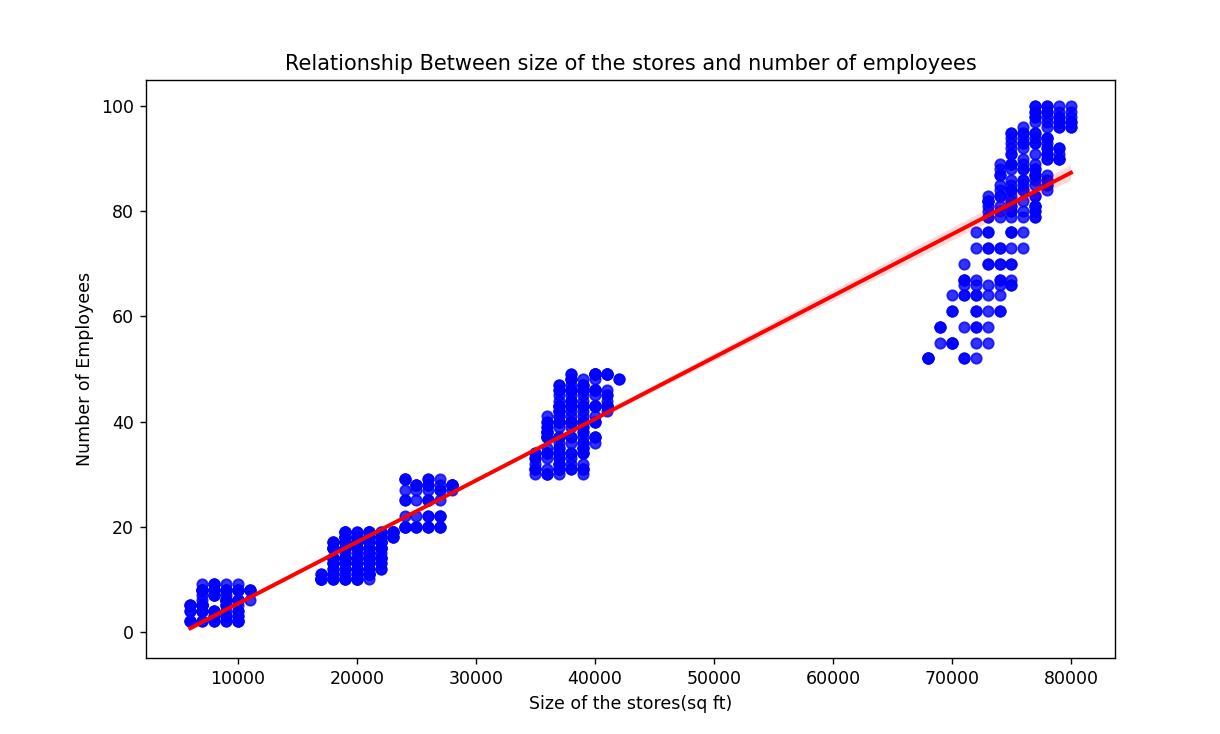 Relationship Between size of the stores and number of employees
100
80
60
40
20
0
Number of Employees
10000 20000 30000 40000 50000 60000 70000 80000
Size of the stores(sq ft)